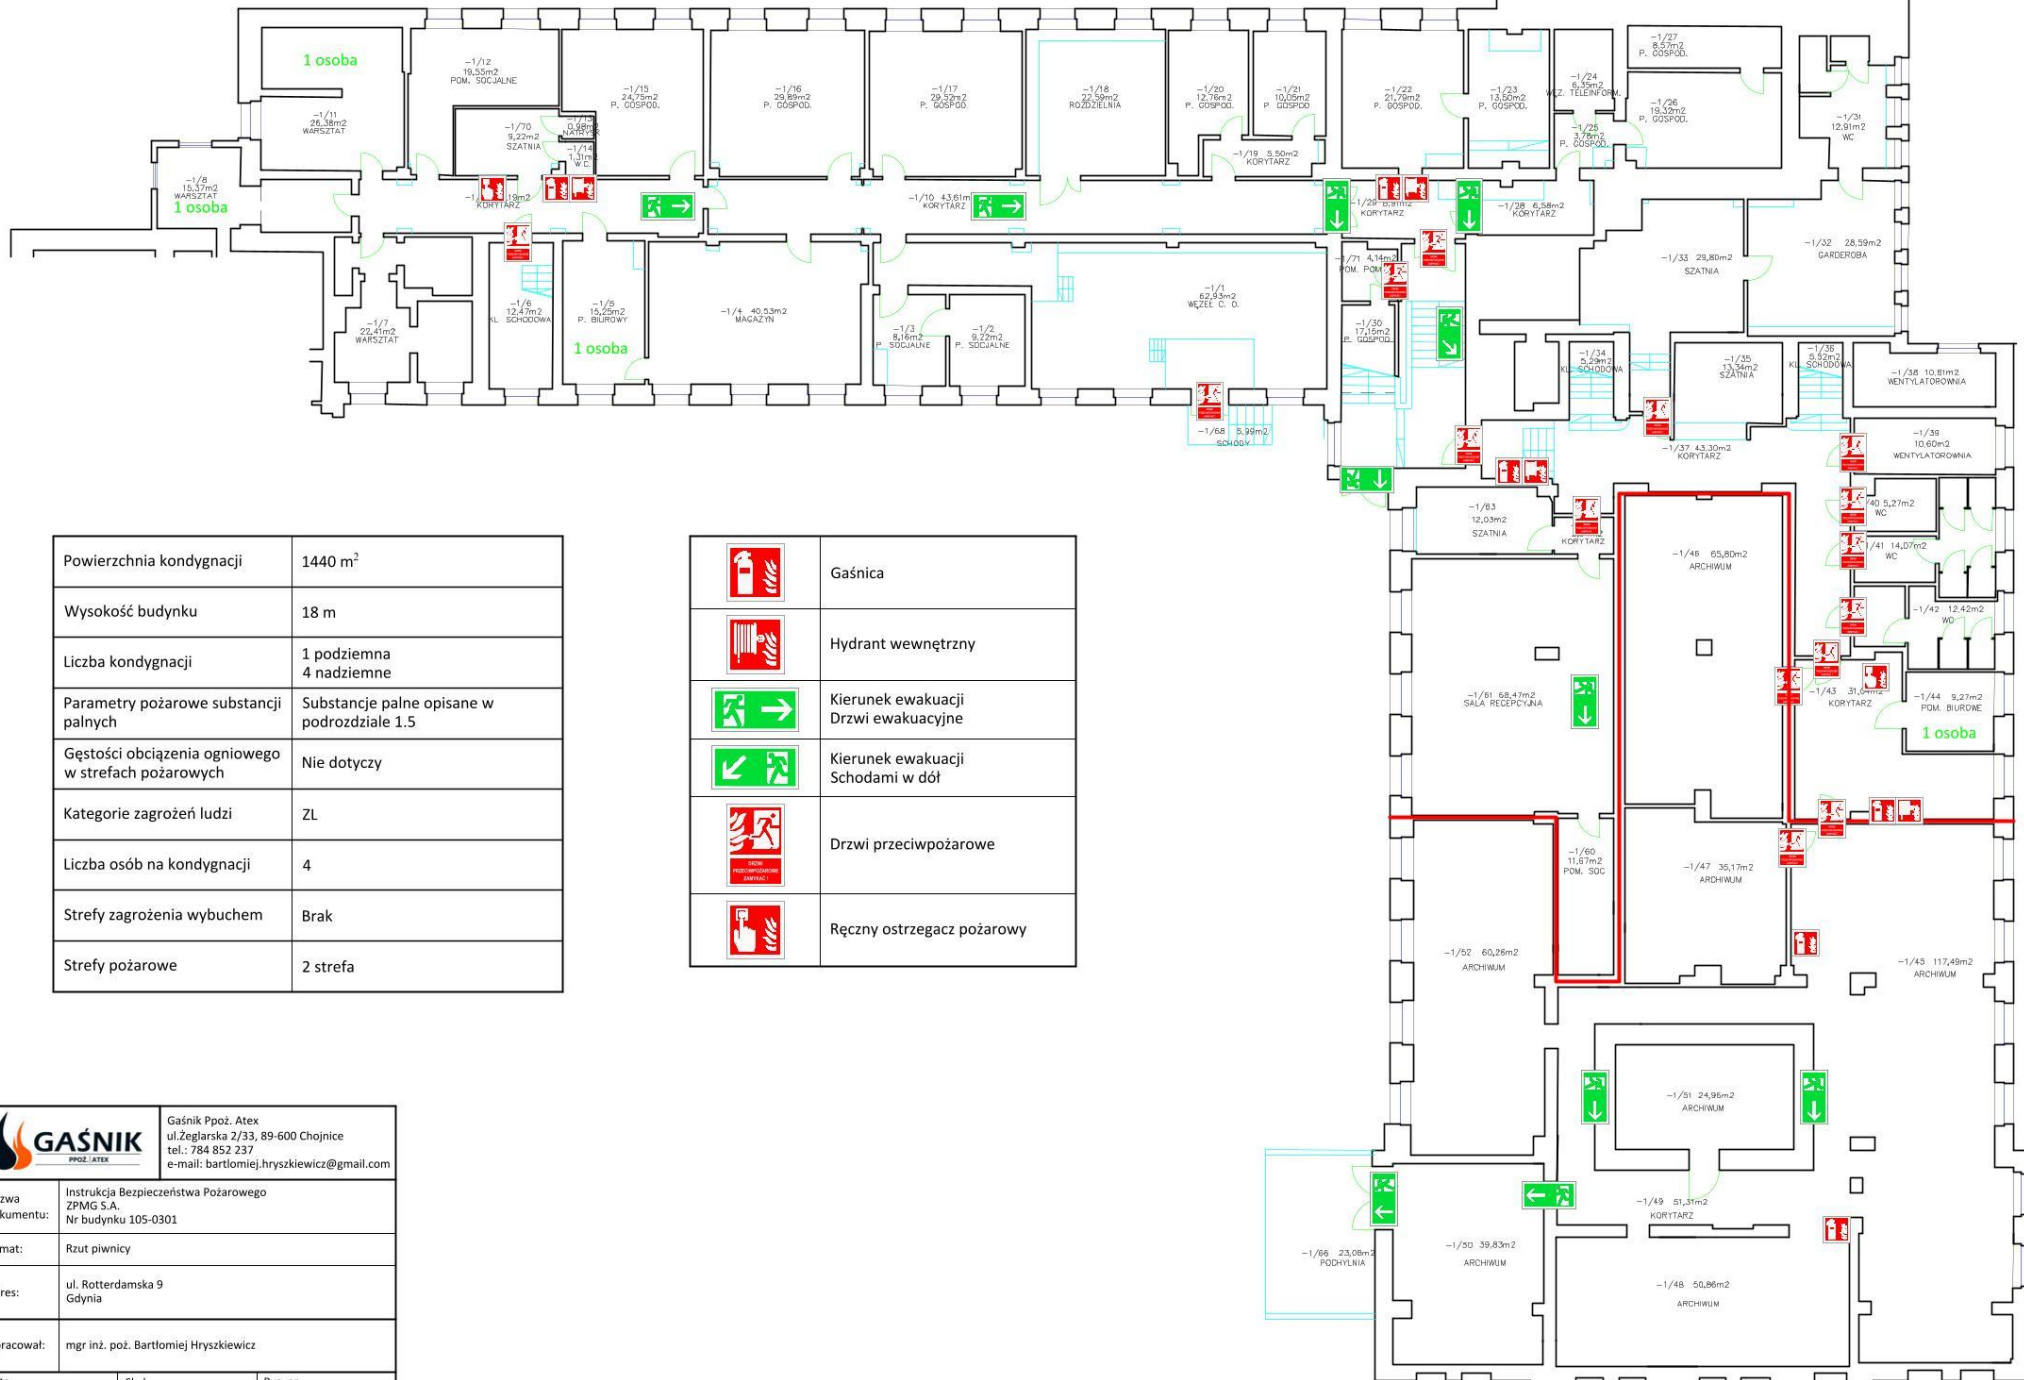 1 osoba
-1/11
26,38m2
WARSZTAT
-1/12
19,55m2
POM. SOCJALNE
-1/70
9,22m2
SZATNIA
-1/14
1,31m2
W.C.
-1/15
24,75m2
P. GOSPOD.
-1/16
29,89m2
P. GOSPOD.
-1/17
29,52m2
P. GOSPOD
-1/18
22,59m2
ROZDZIELNIA
-1/20
12,76m2
P. GOSPOD.
-1/21
10,05m2
P. GOSPOD
-1/19 5,50m2
KORYTARZ
-1/22
21,79m2
P. GOSPOD.
-1/23
13,50m2
P. GOSPOD.
-1/24
6,35m2
WĘZ. TELEINFORM.
-1/25
3,78m2
P. GOSPOD.
-1/27
8,57m2
P. GOSPOD.
-1/26
19,32m2
P. GOSPOD.
-1/31
12,91m2
WC
-1/8
15,37m2
WARSZTAT
1 osoba
KORYTARZ
-1/10 43,61m
KORYTARZ
KORYTARZ
-1/28 6,58m2
KORYTARZ
-1/7
22,41m2
WARSZTAT
-1/6
12,47m2
KL. SCHODOWA
-1/5
15,25m2
P. BIUROWY
1 osoba
-1/4 40,53m2
MAGAZYN
-1/3
8,16m2
P. SOCJALNE
-1/2
9,22m2
P. SOCJALNE
-1/1
62,93m2
WĘZEŁ C. O.
-1/71 4,14m2
POM. POM
-1/30
17,15m2
P. GOSPOD
-1/33 29,80m2
SZATNIA
-1/32 28,59m2
GARDEROBA
-1/34
5,29m2
KL. SCHODOWA
-1/35
13,34m2
SZATNIA
-1/36
5,52m2
KL. SCHODOWA
-1/38 10,81m2
WENTYLATOROWNIA
-1/68 5,99m2
SCHODY
-1/37 43,30m2
KORYTARZ
-1/39
10,60m2
WENTYLATOROWNIA
-1/63
12,03m2
SZATNIA
KORYTARZ
/40 5,27m2
WC
/41 14,07m2
WC
-1/46 65,80m2
ARCHIWUM
-1/42 12,42m2
WC
-1/61 68,47m2
SALA RECEPCYJNA
-1/43
KORYTARZ
-1/44 9,27m2
POM. BIUROWE
1 osoba
-1/60
11,67m2
POM. SOC
-1/47 35,17m2
ARCHIWUM
-1/52 60,26m2
ARCHIWUM
-1/45 117,49m2
ARCHIWUM
-1/51 24,96m2
ARCHIWUM
-1/49 51,31m2
KORYTARZ
-1/66 23,08m2
PODHYLNIA
-1/50 39,83m2
ARCHIWUM
-1/48 50,86m2
ARCHIWUM
Powierzchnia kondygnacji 1440 m²
Wysokość budynku 18 m
Liczba kondygnacji 1 podziemna
4 nadziemne
Parametry pożarowe substancji palnych Substancje palne opisane w podrozdziale 1.5
Gęstości obciązenia ogniowego w strefach pożarowych Nie dotyczy
Kategorie zagrożeń ludzi ZL
Liczba osób na kondygnacji 4
Strefy zagrożenia wybuchem Brak
Strefy pożarowe 2 strefa
Gaśnica
Hydrant wewnętrzny
Kierunek ewakuacji
Drzwi ewakuacyjne
Kierunek ewakuacji
Schodami w dół
DRZWI
PRZECIWPOŻAROWE
ZAMYKAĆ !
Drzwi przeciwpożarowe
Ręczny ostrzegacz pożarowy
GAŚNIK
PPOŻ. ATEX
Gaśnik Ppoż. Atex
ul.Żeglarska 2/33, 89-600 Chojnice
tel.: 784 852 237
e-mail: bartlomiej.hryszkiewicz@gmail.com
zwa
kumentu:
Instrukcja Bezpieczeństwa Pożarowego
ZPMG S.A.
Nr budynku 105-0301
mat: Rzut piwnicy
res:
ul. Rotterdamska 9
Gdynia
racował: mgr inż. poż. Bartłomiej Hryszkiewicz